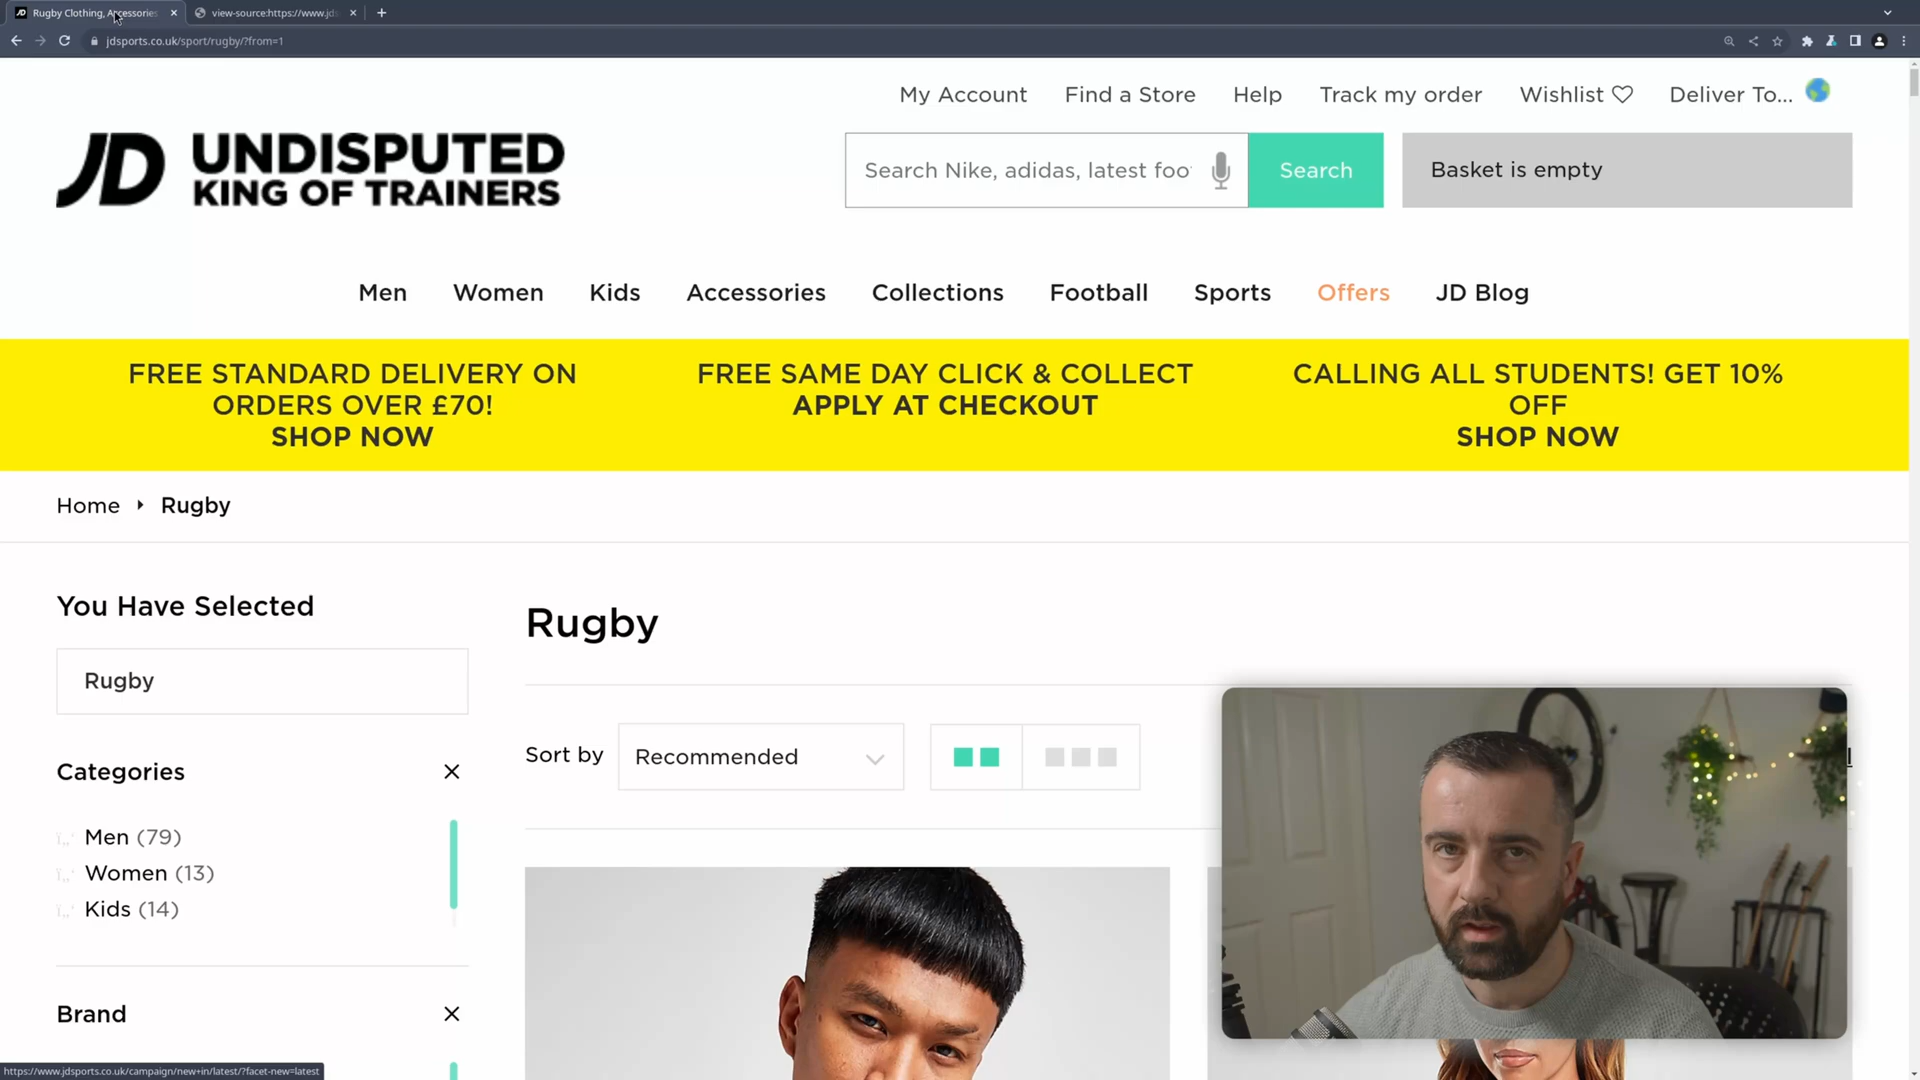 Rugby Clothing, Accessories
view-source:https://www.jds
jdsports.co.uk/sport/rugby/?from=1
My Account
Find a Store
Help
Track my order
Wishlist
Deliver To...
JD
UNDISPUTED
KING OF TRAINERS
Search Nike, adidas, latest foo
Search
Basket is empty
Men
Women
Kids
Accessories
Collections
Football
Sports
Offers
JD Blog
FREE STANDARD DELIVERY ON
ORDERS OVER £70!
SHOP NOW
FREE SAME DAY CLICK & COLLECT
APPLY AT CHECKOUT
CALLING ALL STUDENTS! GET 10%
OFF
SHOP NOW
Home
Rugby
You Have Selected
Rugby
Categories
Men (79)
Women (13)
Kids (14)
Brand
Rugby
Sort by
Recommended
https://www.jdsports.co.uk/campaign/new+in/latest/?facet-new=latest